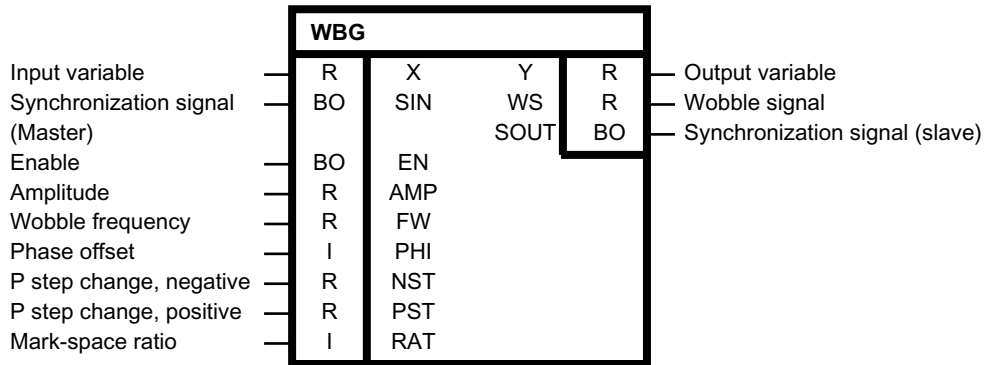 WBG
Input variable R X Y R Output variable
Synchronization signal BO SIN WS R Wobble signal
(Master) SOUT BO Synchronization signal (slave)
Enable BO EN
Amplitude R AMP
Wobble frequency R FW
Phase offset I PHI
P step change, negative R NST
P step change, positive R PST
Mark-space ratio I RAT